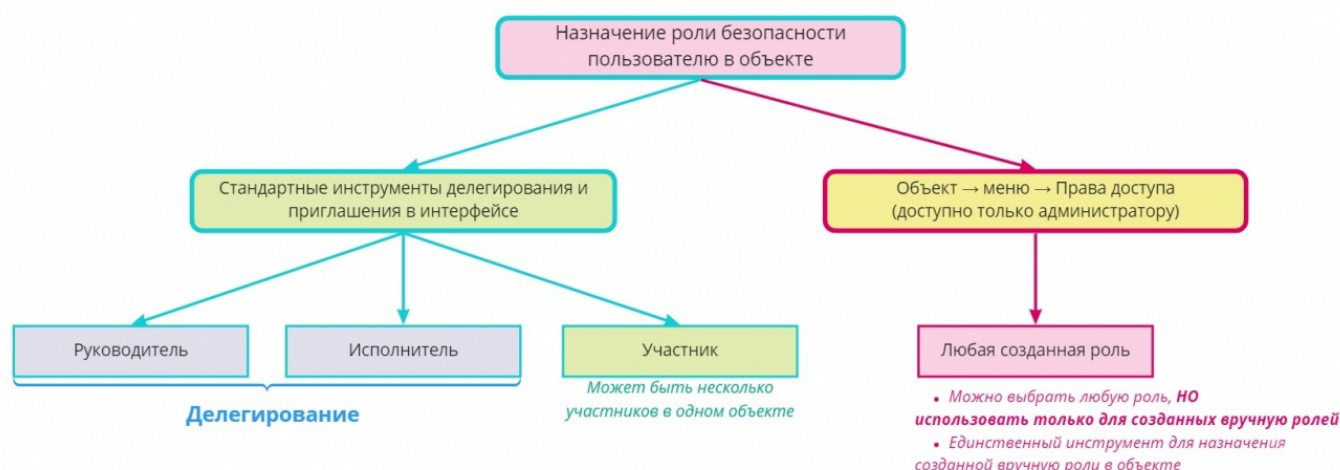 Назначение роли безопасности
пользователю в объекте
Стандартные инструменты делегирования и
приглашения в интерфейсе
Объект → меню → Права доступа
(доступно только администратору)
Руководитель
Исполнитель
Участник
Любая созданная роль
Делегирование
Может быть несколько
участников в одном объекте
• Можно выбрать любую роль, НО
использовать только для созданных вручную ролей
• Единственный инструмент для назначения
созданной вручную роли в объекте